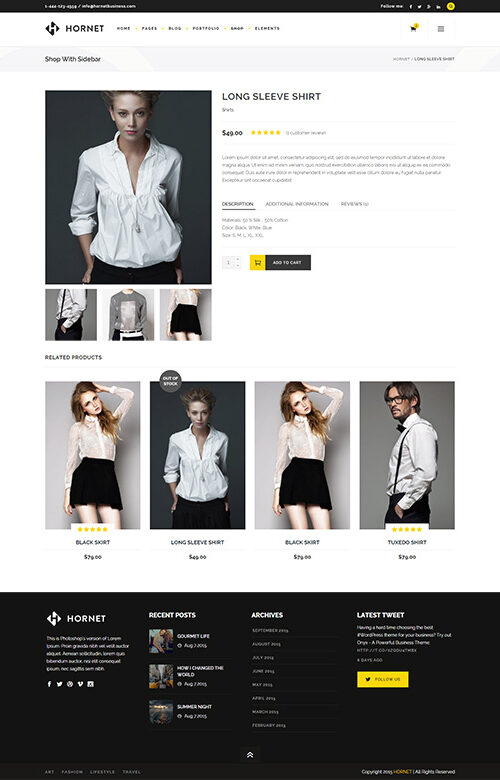 1-444-123-4559 / info@hornetbusiness.com
Follow me:
HORNET
HOME PAGES BLOG PORTFOLIO SHOP ELEMENTS
Shop With Sidebar
HORNET / LONG SLEEVE SHIRT
LONG SLEEVE SHIRT
Shirts
$49.00
(1 customer review)
Lorem ipsum dolor sit amet, consectetur adipisicing elit, sed do eiusmod tempor incididunt ut labore et dolore
magna aliqua. Ut enim ad minim veniam, quis nostrud exercitation ullamco laboris nisi ut aliquip ex ea commodo
consequat. Duis aute irure dolor in reprehenderit in voluptate velit esse cillum dolore eu fugiat nulla pariatur.
Excepteur sint occaecat cupidatat
DESCRIPTION ADDITIONAL INFORMATION REVIEWS (1)
Materials: 50 % Silk , 50% Cotton
Color: Black, White, Blue
Size: S, M, L, XL, XXL
1
ADD TO CART
RELATED PRODUCTS
OUT OF
STOCK
BLACK SKIRT
$79.00
LONG SLEEVE SHIRT
$49.00
BLACK SKIRT
$79.00
TUXEDO SHIRT
$79.00
HORNET
This is Photoshop's version of Lorem
Ipsum. Proin gravida nibh vel velit auctor
aliquet. Aenean sollicitudin, lorem quis
bibendum auctor, nisi elit consequat
ipsum, nec sagittis sem nibh id elit.
RECENT POSTS
GOURMET LIFE
Aug 7 2015
HOW I CHANGED THE
WORLD
Aug 7 2015
SUMMER NIGHT
Aug 7 2015
ARCHIVES
SEPTEMBER 2015
AUGUST 2015
JULY 2015
JUNE 2015
MAY 2015
APRIL 2015
MARCH 2015
FEBRUARY 2015
LATEST TWEET
Having a hard time choosing the best
#WordPress theme for your business? Try out
Onyx - A Powerful Business Theme
8 DAYS AGO
FOLLOW US
ART FASHION LIFESTYLE TRAVEL
Copyright 2015 HORNET | All Rights Reserved